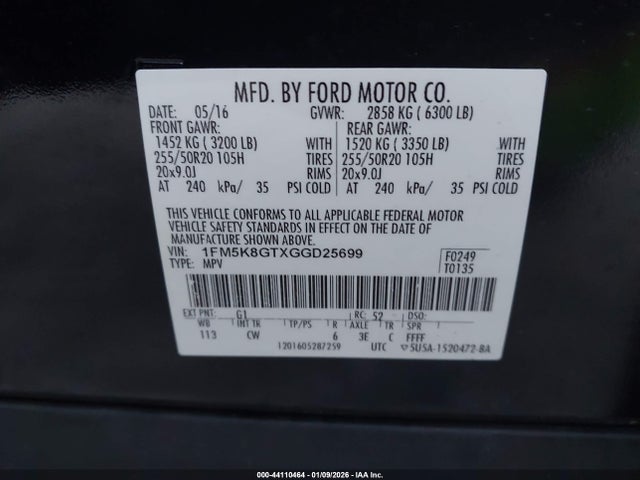 MFD. BY FORD MOTOR CO.
DATE: 05/16 GVWR: 2858 KG ( 6300 LB)
FRONT GAWR: REAR GAWR:
1452 KG ( 3200 LB) WITH 1520 KG ( 3350 LB) WITH
255/50R20 105H TIRES 255/50R20 105H TIRES
20x9.0J RIMS 20x9.0J RIMS
AT 240 kPa/ 35 PSI COLD AT 240 kPa/ 35 PSI COLD
THIS VEHICLE CONFORMS TO ALL APPLICABLE FEDERAL MOTOR
VEHICLE SAFETY STANDARDS IN EFFECT ON THE DATE OF
MANUFACTURE SHOWN ABOVE.
VIN: 1FM5K8GTXGGD25699 F0249
TYPE: MPV T0135
EXT PNT: G1 RC: 52 DSO:
WB INT TR TP/PS R AXLE TR SPR
113 CW 6 3E C FFFF
1201605287259 UTC ▽5U5A-1520472-BA
000-44110464 - 01/09/2026 - IAAI.com